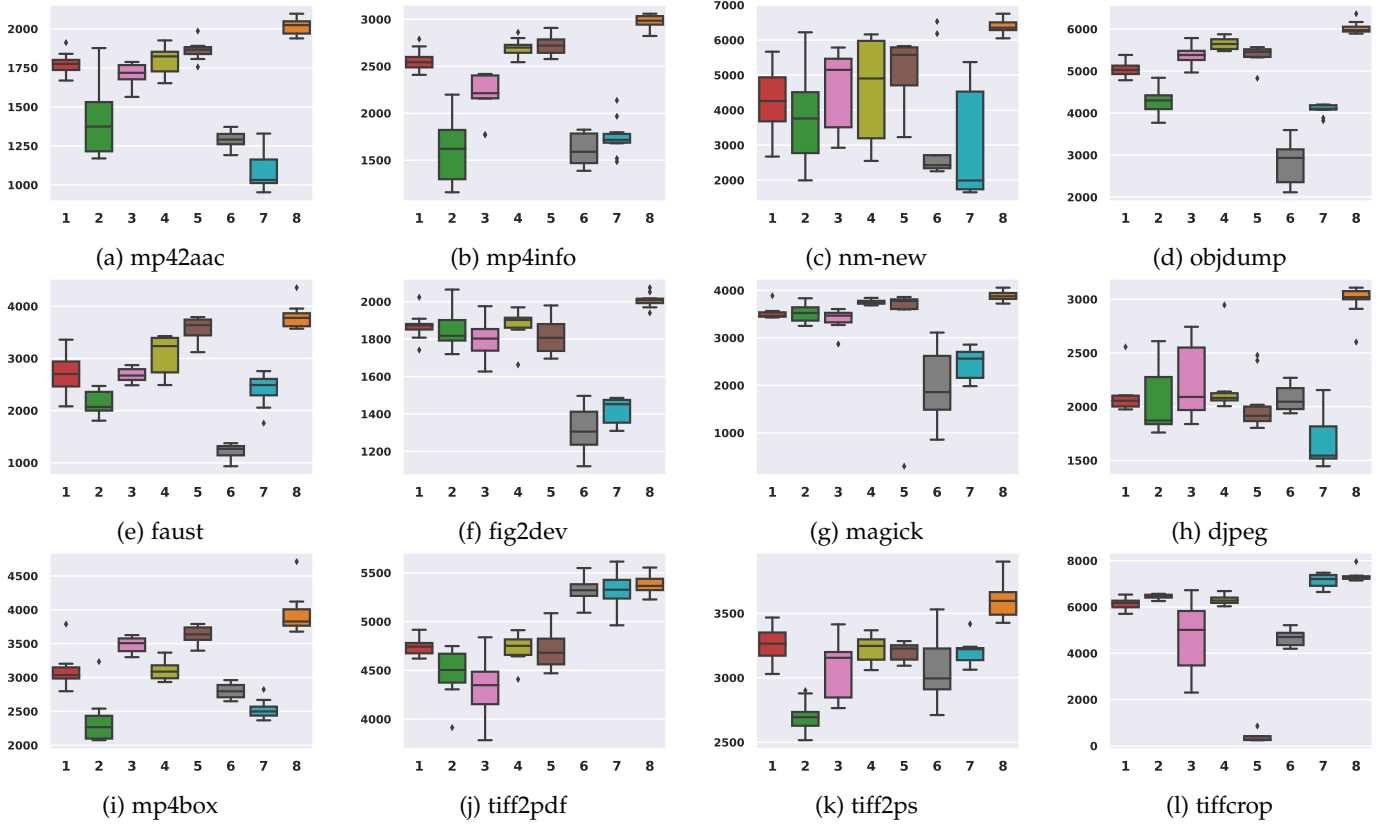 2000
1750
1500
1250
1000
1 2 3 4 5 6 7 8
(a) mp42aac
3000
2500
2000
1500
1 2 3 4 5 6 7 8
(b) mp4info
7000
6000
5000
4000
3000
2000
1 2 3 4 5 6 7 8
(c) nm-new
6000
5000
4000
3000
2000
1 2 3 4 5 6 7 8
(d) objdump
4000
3000
2000
1000
1 2 3 4 5 6 7 8
(e) faust
2000
1800
1600
1400
1200
1 2 3 4 5 6 7 8
(f) fig2dev
4000
3000
2000
1000
1 2 3 4 5 6 7 8
(g) magick
3000
2500
2000
1500
1 2 3 4 5 6 7 8
(h) djpeg
4500
4000
3500
3000
2500
2000
1 2 3 4 5 6 7 8
(i) mp4box
5500
5000
4500
4000
1 2 3 4 5 6 7 8
(j) tiff2pdf
3500
3000
2500
1 2 3 4 5 6 7 8
(k) tiff2ps
8000
6000
4000
2000
0
1 2 3 4 5 6 7 8
(l) tiffcrop